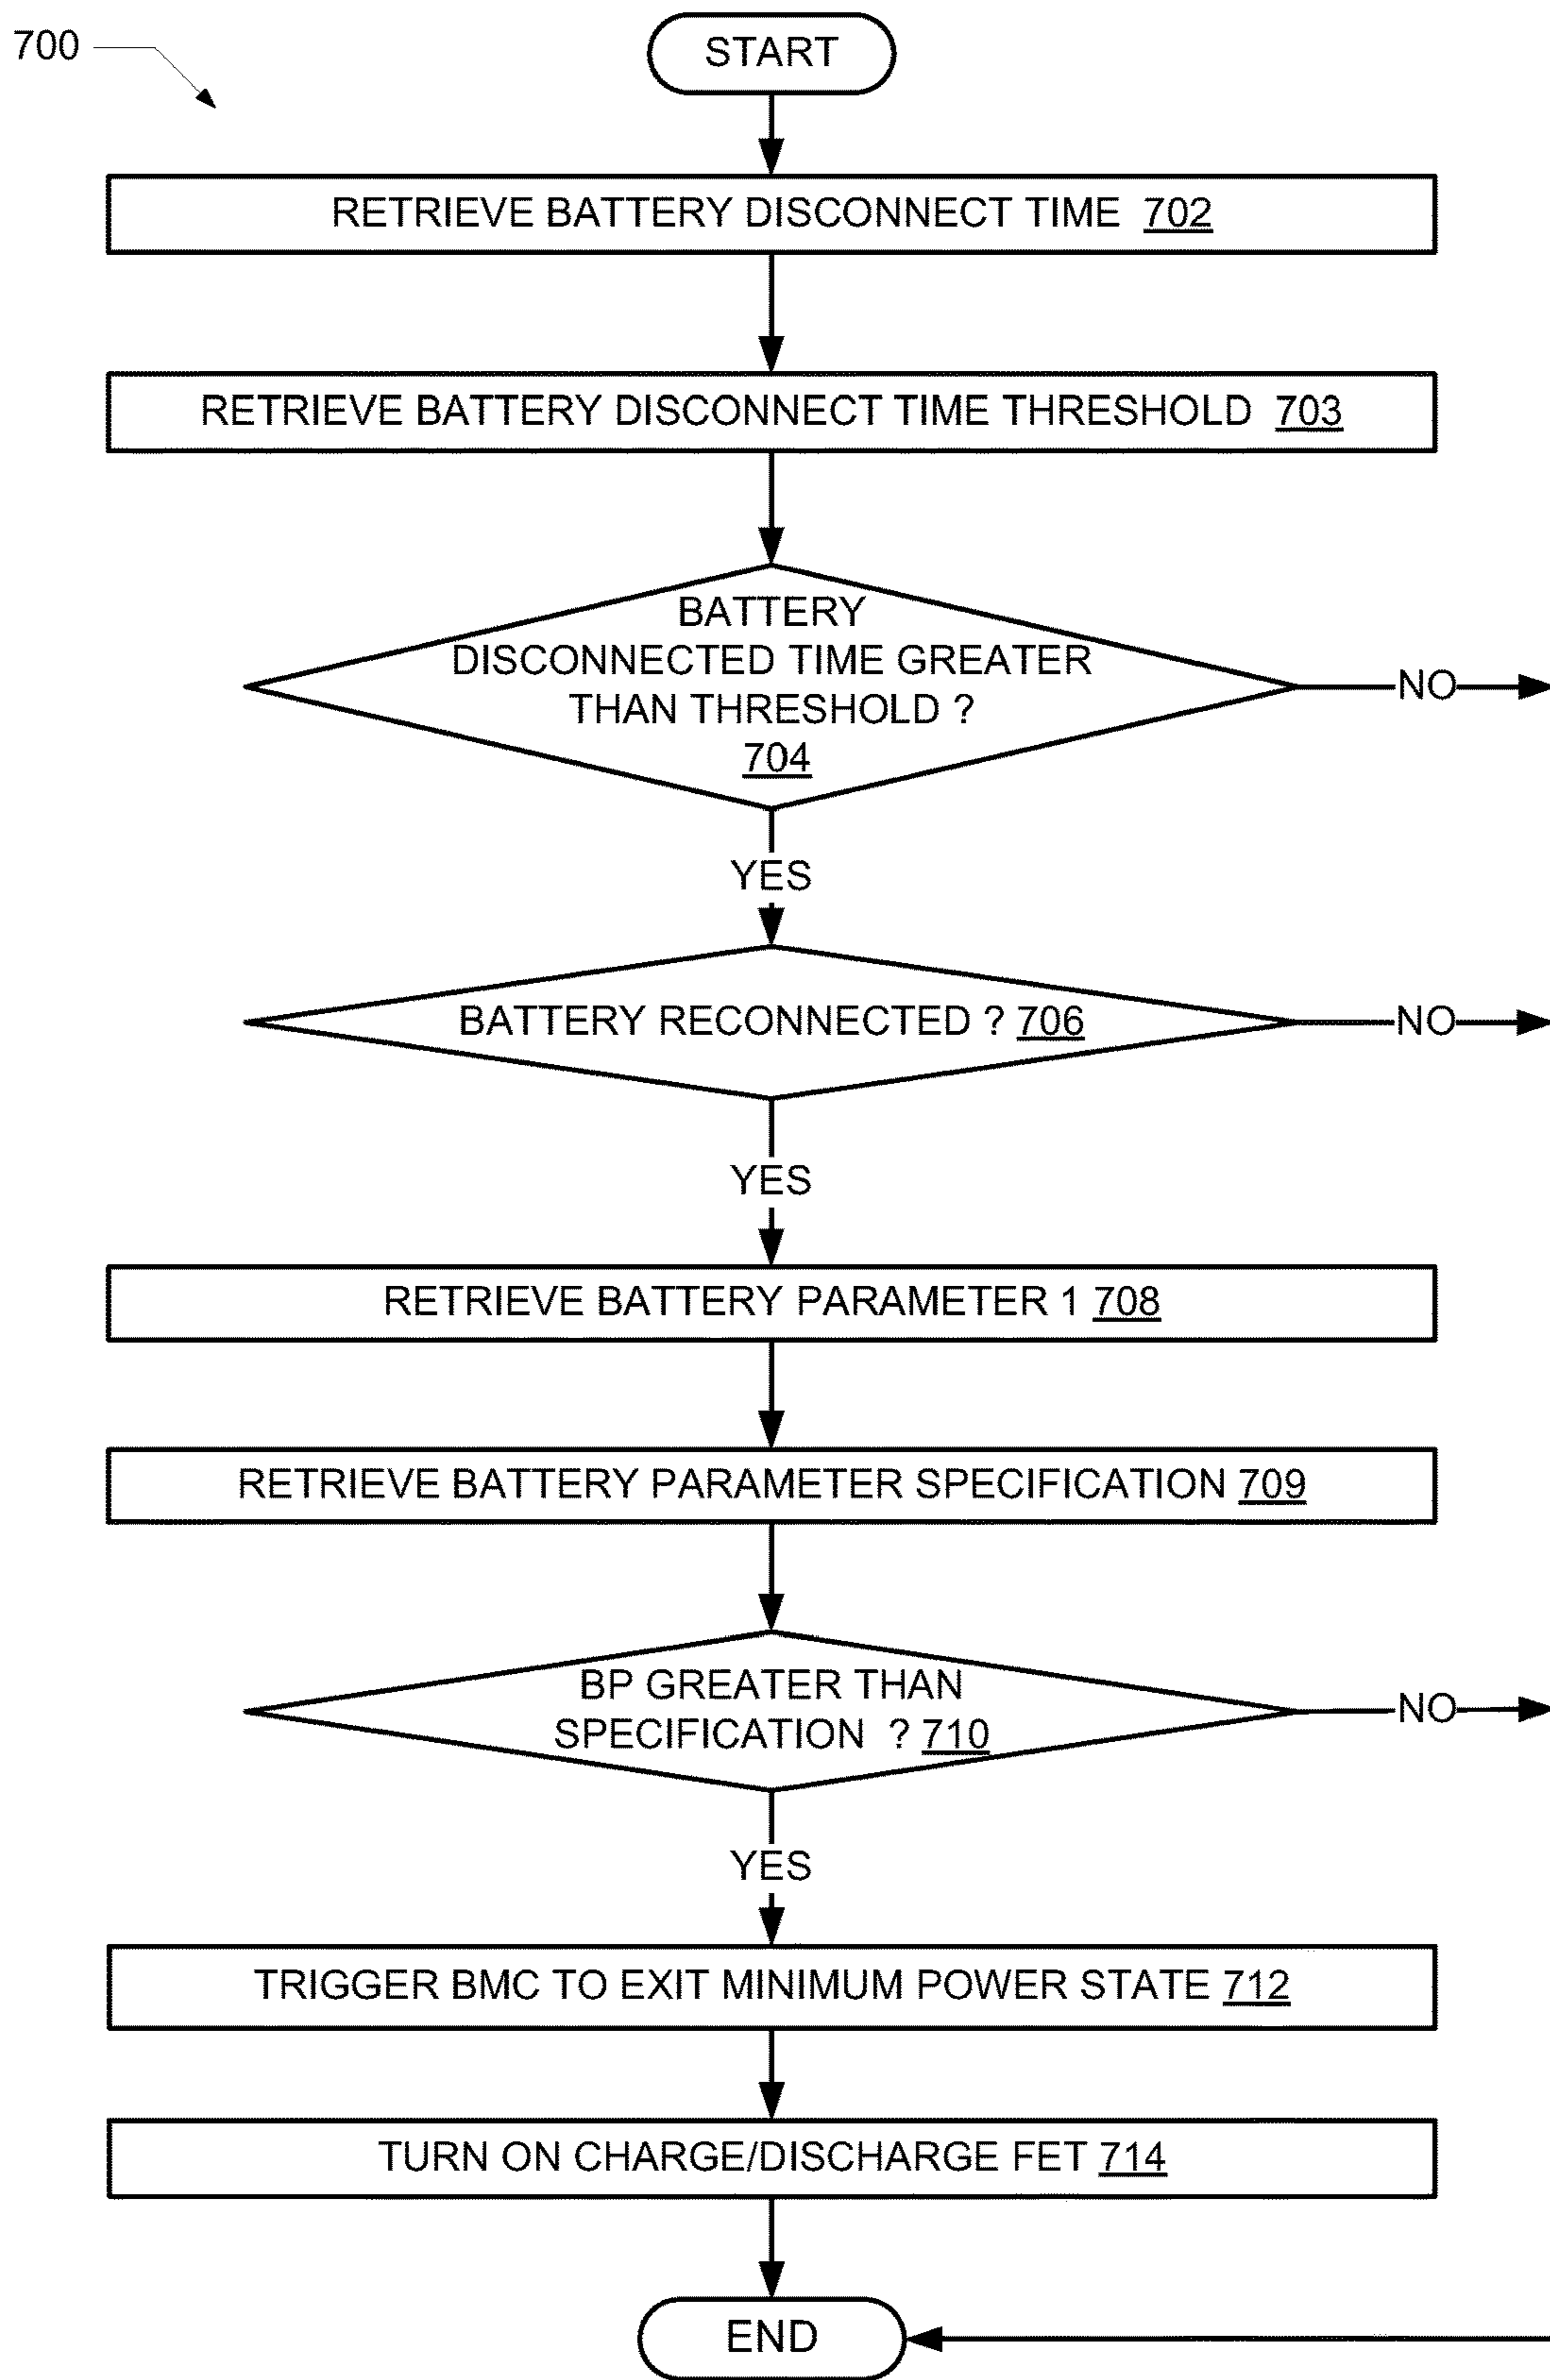 700
START
RETRIEVE BATTERY DISCONNECT TIME 702
RETRIEVE BATTERY DISCONNECT TIME THRESHOLD 703
BATTERY
DISCONNECTED TIME GREATER
THAN THRESHOLD ?
704
NO
YES
BATTERY RECONNECTED ? 706
NO
YES
RETRIEVE BATTERY PARAMETER 1 708
RETRIEVE BATTERY PARAMETER SPECIFICATION 709
BP GREATER THAN
SPECIFICATION ? 710
NO
YES
TRIGGER BMC TO EXIT MINIMUM POWER STATE 712
TURN ON CHARGE/DISCHARGE FET 714
END